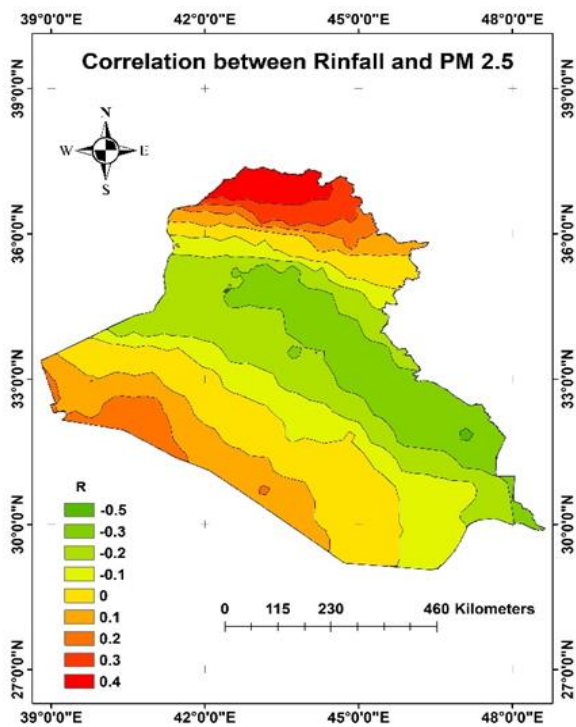 39°0'0"E 42°0'0"E 45°0'0"E 48°0'0"E
Correlation between Rinfall and PM 2.5
N
W E
S
39°0'0"N 39°0'0"N
36°0'0"N 36°0'0"N
33°0'0"N 33°0'0"N
30°0'0"N 30°0'0"N
27°0'0"N 27°0'0"N
R
-0.5
-0.3
-0.2
-0.1
0
0.1
0.2
0.3
0.4
0 115 230 460 Kilometers
39°0'0"E 42°0'0"E 45°0'0"E 48°0'0"E